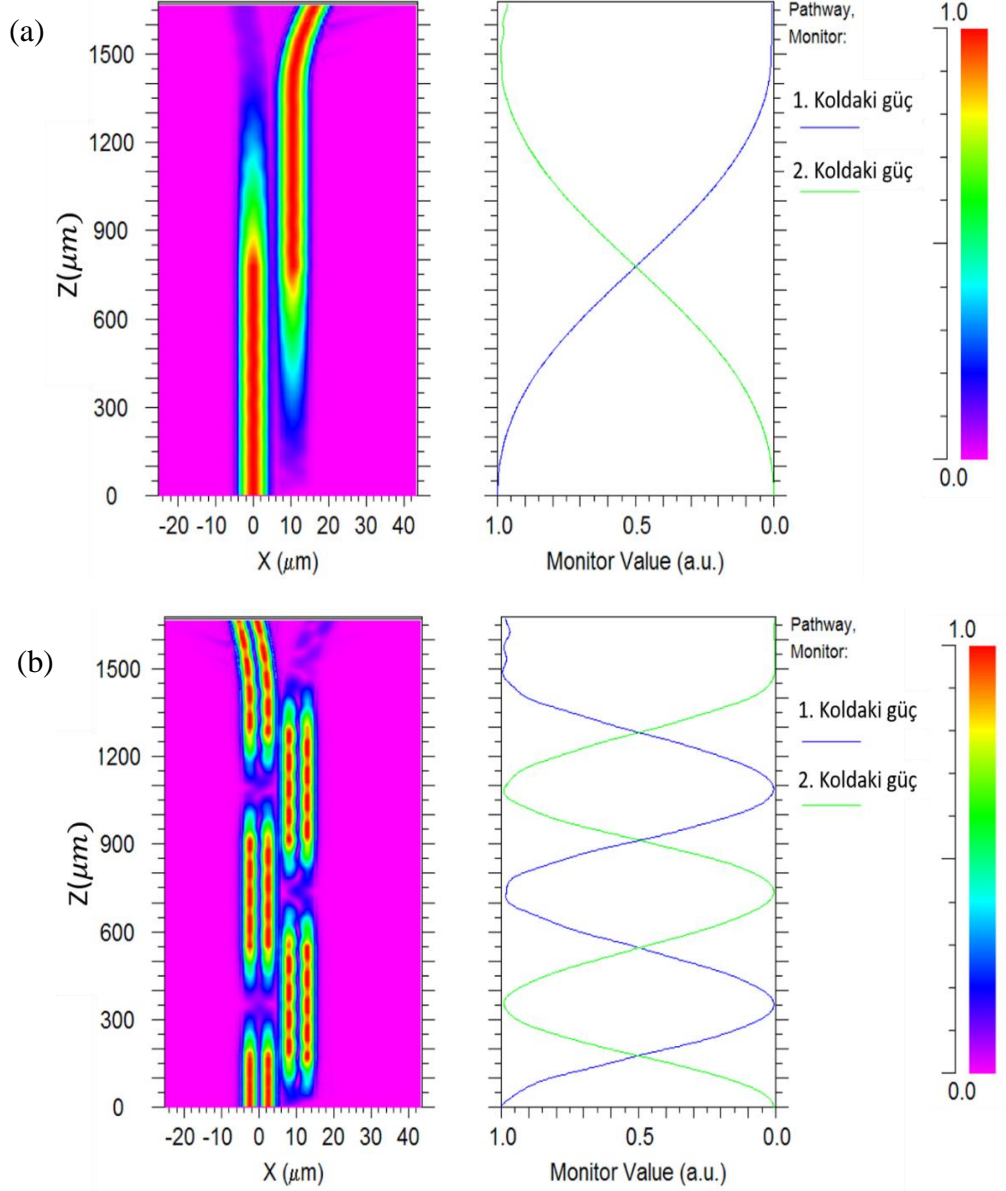 (a)
1500
1200
900
600
300
0
Z(μm)
-20 -10 0 10 20 30 40
X (μm)
1.0 0.5 0.0
Monitor Value (a.u.)
Pathway,
Monitor:
1. Koldaki güç
2. Koldaki güç
1.0
0.0
(b)
1500
1200
900
600
300
0
Z(μm)
-20 -10 0 10 20 30 40
X (μm)
1.0 0.5 0.0
Monitor Value (a.u.)
Pathway,
Monitor:
1. Koldaki güç
2. Koldaki güç
1.0
0.0